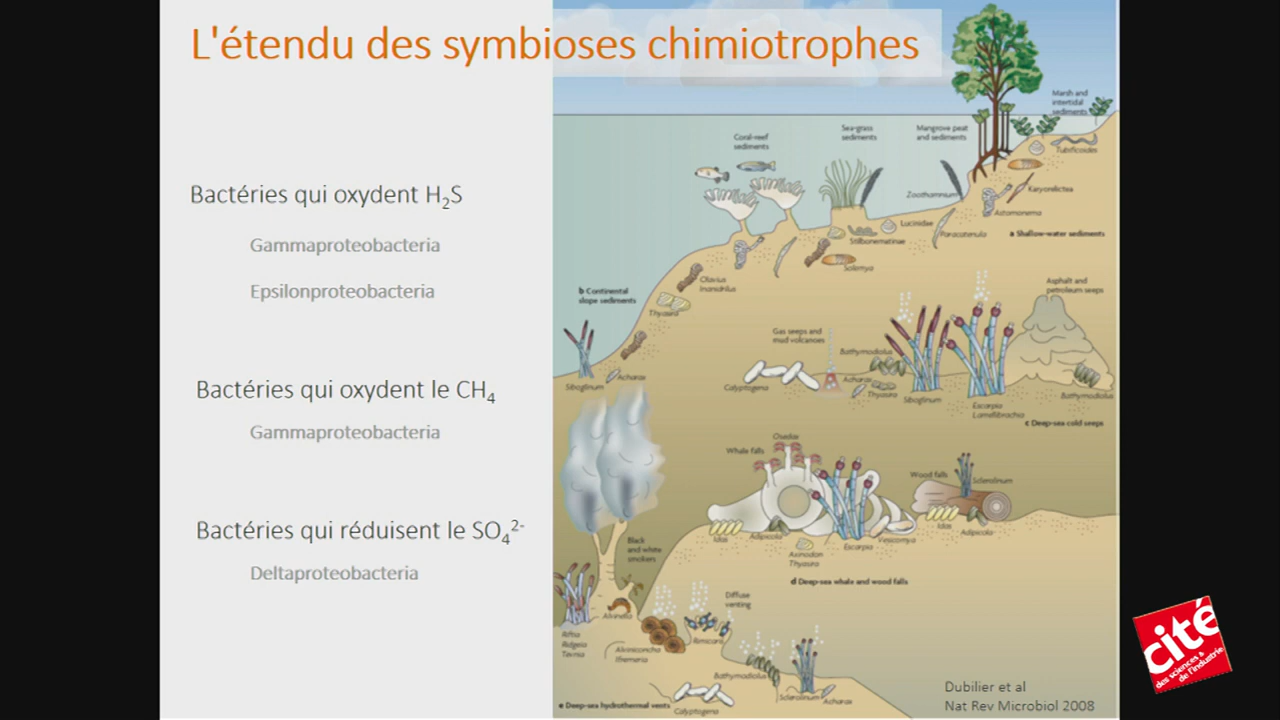 L'étendu des symbioses chimiotrophes
Bactéries qui oxydent H₂S
Gammaproteobacteria
Epsilonproteobacteria
Bactéries qui oxydent le CH₄
Gammaproteobacteria
Bactéries qui réduisent le SO₄²⁻
Deltaproteobacteria
Marsh and
intertidal
sediments
Coral-reef
sediments
Sea-grass
sediments
Mangrove peat
and sediments
Tubificoides
Zoothamnium
Karyorelictea
Astomonema
Lucinidae
Stilbonematinae
Paracatenula
a Shallow-water sediments
Solemya
Olavius
Inanidrilus
b Continental
slope sediments
Thyasira
Asphalt and
petroleum seeps
Gas seeps and
mud volcanoes
Bathymodiolus
Siboglinum
Acharax
Calyptogena
Acharax
Thyasira
Siboglinum
Escarpia
Lamellibrachia
Bathymodiolus
c Deep-sea cold seeps
Osedax
Whale falls
Wood falls
Sclerolinum
Idas
Adipicola
Axinodon
Thyasira
Escarpia
Vesicomya
Idas
Adipicola
d Deep-sea whale and wood falls
Black
and white
smokers
Diffuse
venting
Alvinella
Riftia
Ridgeia
Tevnia
Alviniconcha
Ifremeria
Rimicaris
Bathymodiolus
Sclerolinum
Acharax
Calyptogena
e Deep-sea hydrothermal vents
Dubilier et al
Nat Rev Microbiol 2008
cité
des sciences &
de l'industrie